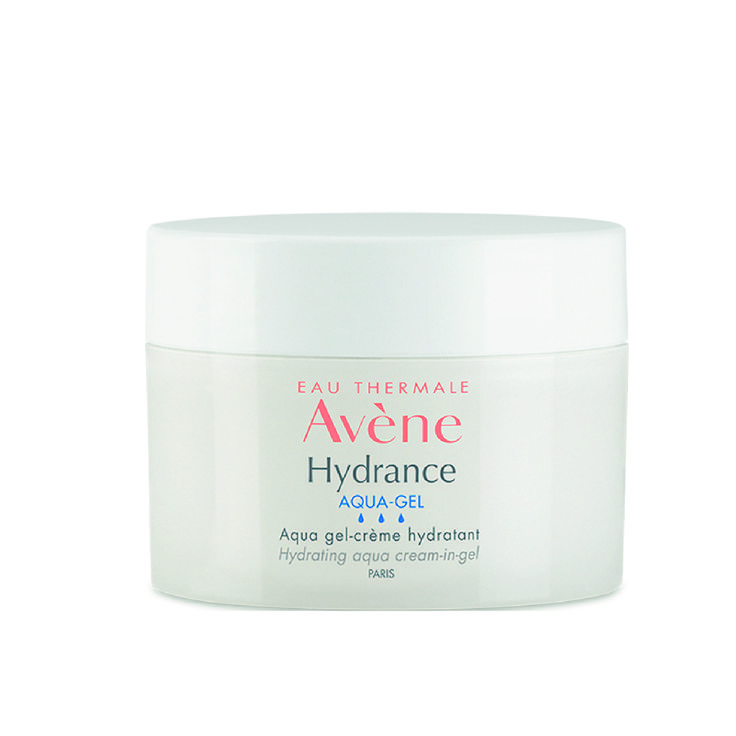 EAU THERMALE
Avène
Hydrance
AQUA-GEL
Aqua gel-crème hydratant
Hydrating aqua cream-in-gel
PARIS